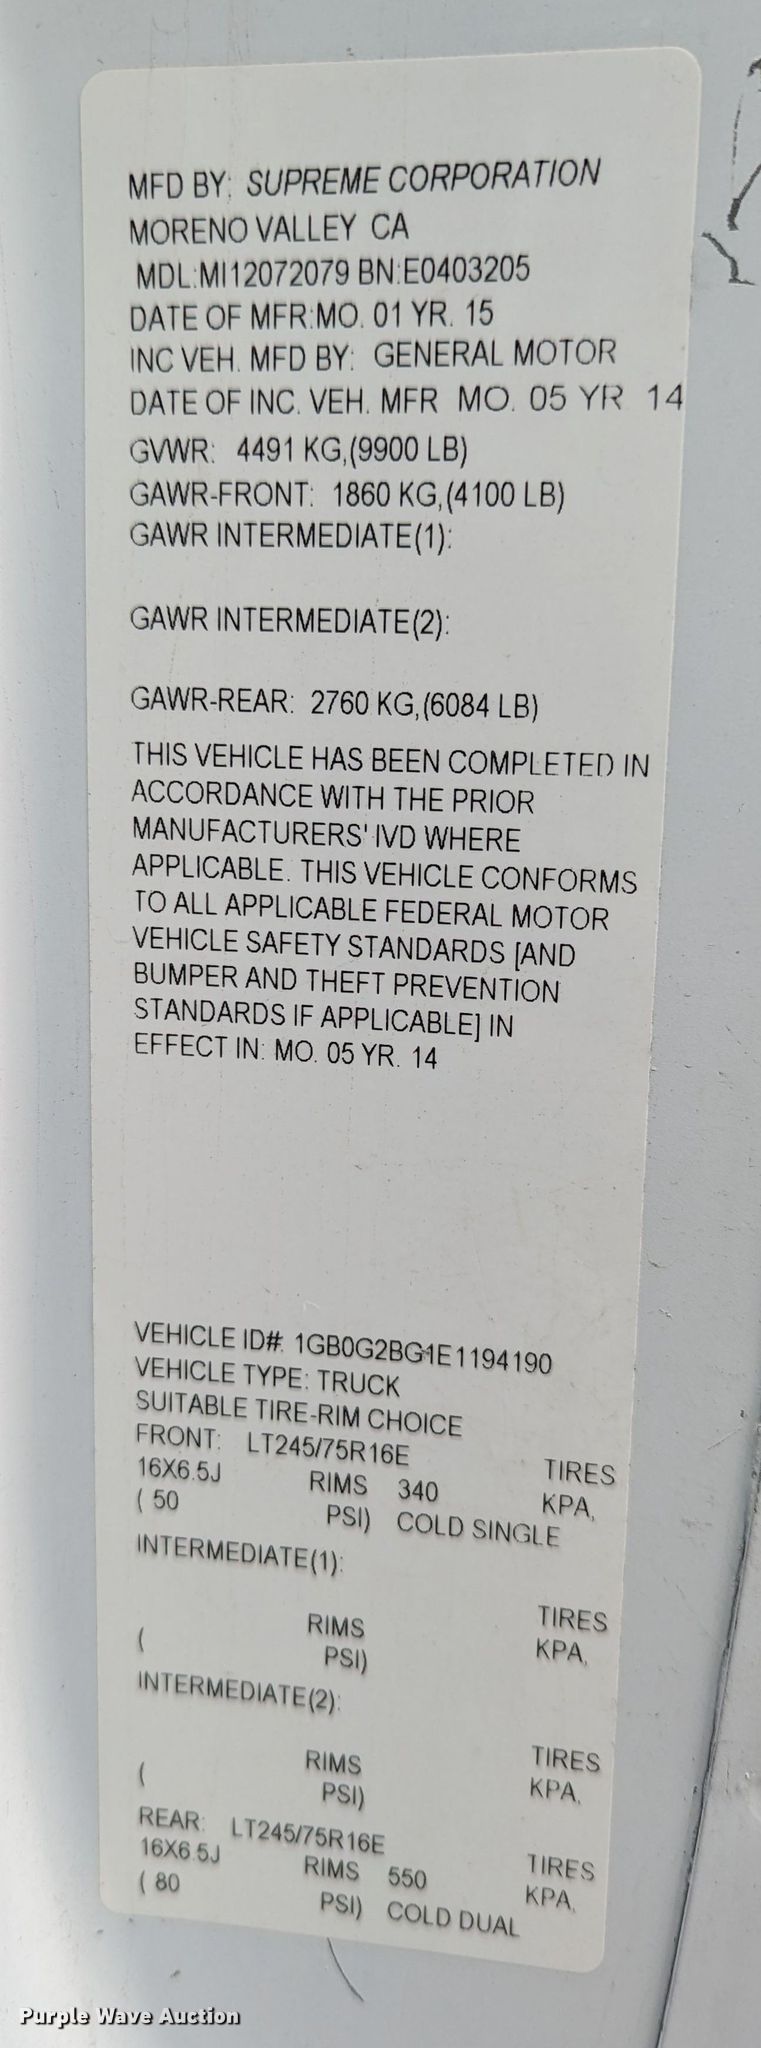 MFD BY: SUPREME CORPORATION
MORENO VALLEY CA
MDL:MI12072079 BN:E0403205
DATE OF MFR:MO. 01 YR. 15
INC VEH. MFD BY: GENERAL MOTOR
DATE OF INC. VEH. MFR MO. 05 YR 14
GVWR: 4491 KG,(9900 LB)
GAWR-FRONT: 1860 KG,(4100 LB)
GAWR INTERMEDIATE(1):
GAWR INTERMEDIATE(2):
GAWR-REAR: 2760 KG,(6084 LB)
THIS VEHICLE HAS BEEN COMPLETED IN
ACCORDANCE WITH THE PRIOR
MANUFACTURERS' IVD WHERE
APPLICABLE. THIS VEHICLE CONFORMS
TO ALL APPLICABLE FEDERAL MOTOR
VEHICLE SAFETY STANDARDS [AND
BUMPER AND THEFT PREVENTION
STANDARDS IF APPLICABLE] IN
EFFECT IN: MO. 05 YR. 14
VEHICLE ID#: 1GB0G2BG1E1194190
VEHICLE TYPE: TRUCK
SUITABLE TIRE-RIM CHOICE
FRONT: LT245/75R16E TIRES
16X6.5J RIMS 340 KPA,
( 50 PSI) COLD SINGLE
INTERMEDIATE(1):
TIRES
RIMS KPA,
( PSI)
INTERMEDIATE(2):
TIRES
RIMS KPA,
( PSI)
REAR: LT245/75R16E TIRES
16X6.5J RIMS 550 KPA,
( 80 PSI) COLD DUAL
Purple Wave Auction